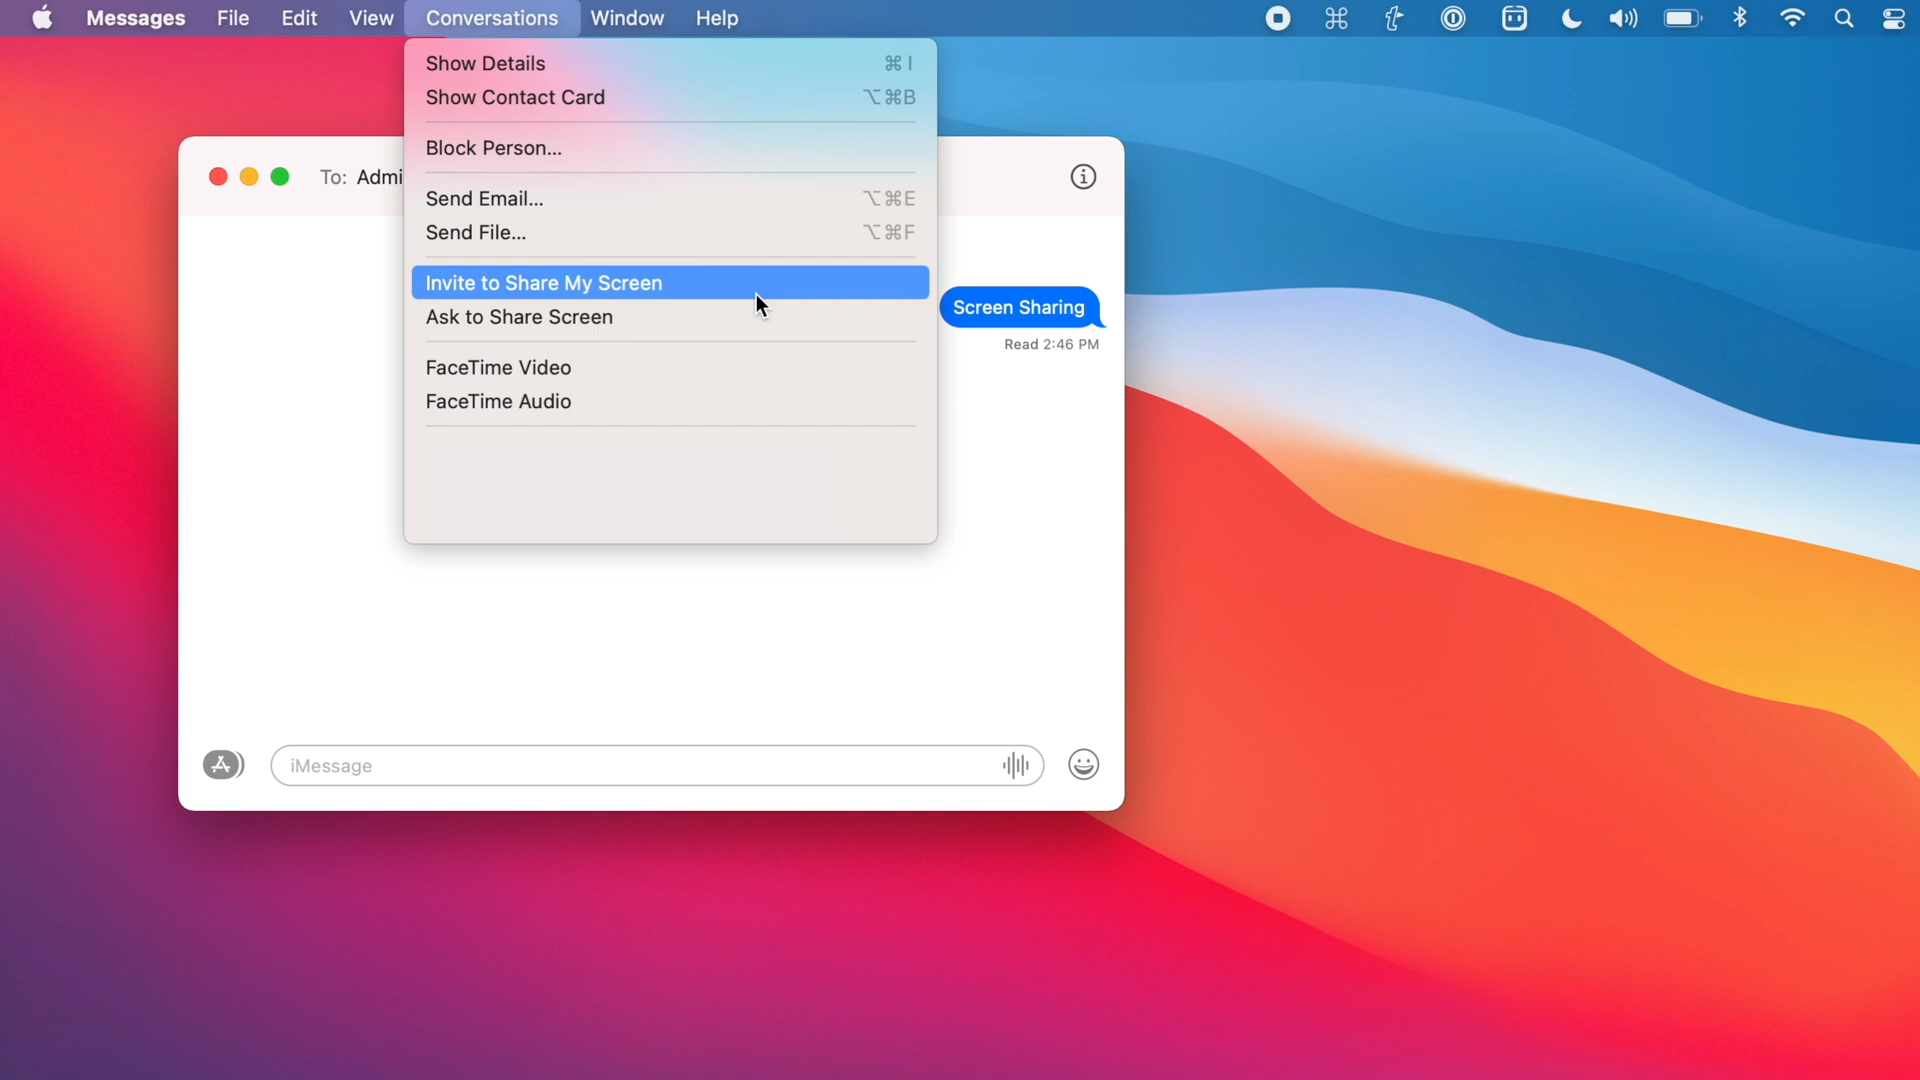 Messages File Edit View Conversations Window Help
Show Details ⌘ I
Show Contact Card ⌥⌘B
Block Person...
To: Admi
Send Email... ⌥⌘E
Send File... ⌥⌘F
Invite to Share My Screen
Screen Sharing
Ask to Share Screen
Read 2:46 PM
FaceTime Video
FaceTime Audio
iMessage